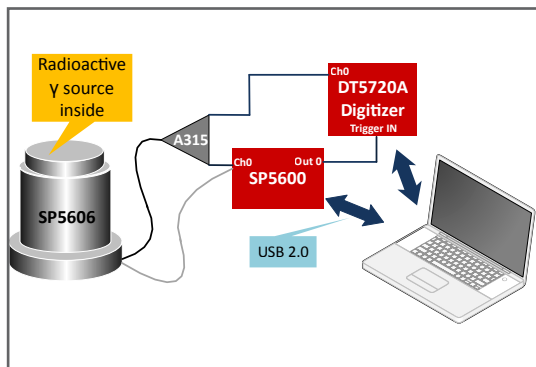 Radioactive
γ source
inside
SP5606
A315
Ch0
DT5720A
Digitizer
Trigger IN
Ch0
Out 0
SP5600
USB 2.0